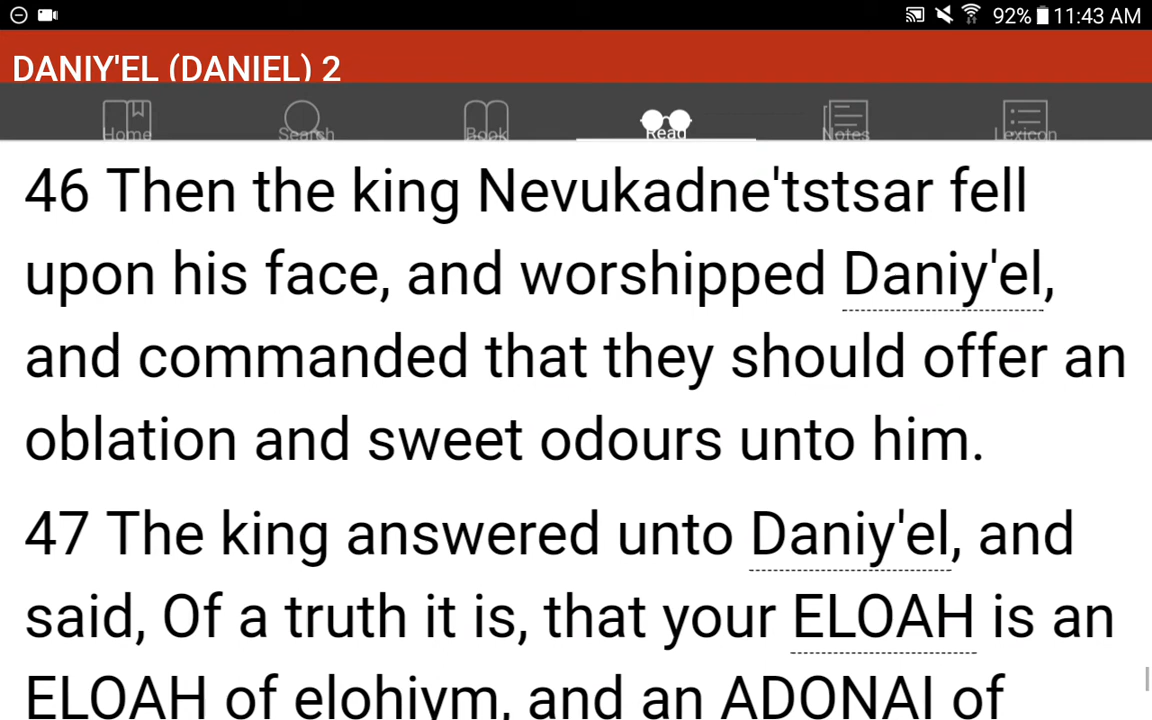 92% 11:43 AM
DANIY'EL (DANIEL) 2
Home Search Book Read Notes Lexicon
46 Then the king Nevukadne'tstsar fell
upon his face, and worshipped Daniy'el,
and commanded that they should offer an
oblation and sweet odours unto him.
47 The king answered unto Daniy'el, and
said, Of a truth it is, that your ELOAH is an
ELOAH of elohiym, and an ADONAI of